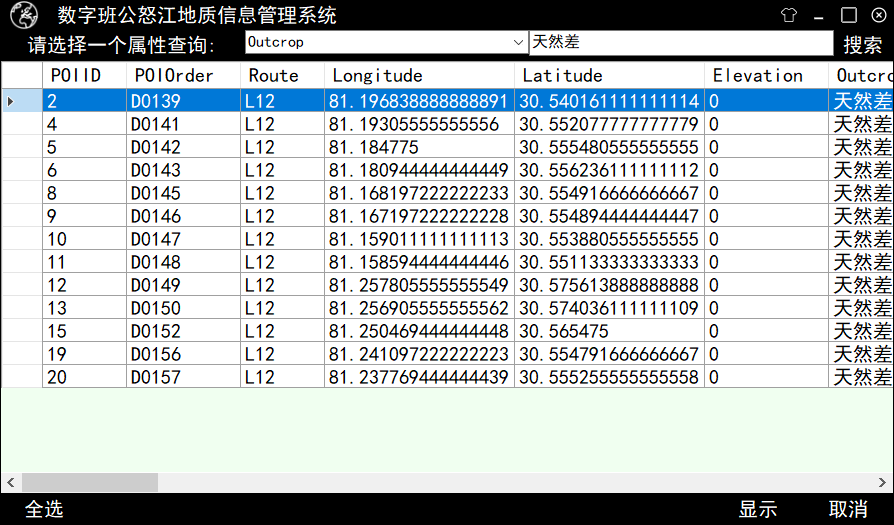 数字班公怒江地质信息管理系统
请选择一个属性查询: Outcrop 天然差 搜索
POIID POIOrder Route Longitude Latitude Elevation Outcro
2 D0139 L12 81.196838888888891 30.540161111111114 0 天然差
4 D0141 L12 81.19305555555556 30.552077777777779 0 天然差
5 D0142 L12 81.184775 30.555480555555555 0 天然差
6 D0143 L12 81.180944444444449 30.556236111111112 0 天然差
8 D0145 L12 81.168197222222233 30.554916666666667 0 天然差
9 D0146 L12 81.167197222222228 30.554894444444447 0 天然差
10 D0147 L12 81.159011111111113 30.553880555555555 0 天然差
11 D0148 L12 81.158594444444446 30.551133333333333 0 天然差
12 D0149 L12 81.257805555555549 30.575613888888888 0 天然差
13 D0150 L12 81.256905555555562 30.574036111111109 0 天然差
15 D0152 L12 81.250469444444448 30.565475 0 天然差
19 D0156 L12 81.241097222222223 30.554791666666667 0 天然差
20 D0157 L12 81.237769444444439 30.555255555555558 0 天然差
全选 显示 取消